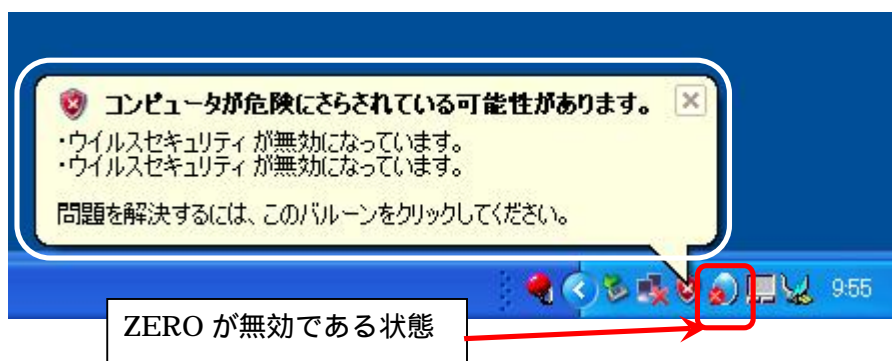 コンピュータが危険にさらされている可能性があります。
・ウイルスセキュリティ が無効になっています。
・ウイルスセキュリティ が無効になっています。
問題を解決するには、このバルーンをクリックしてください。
9:55
ZERO が無効である状態